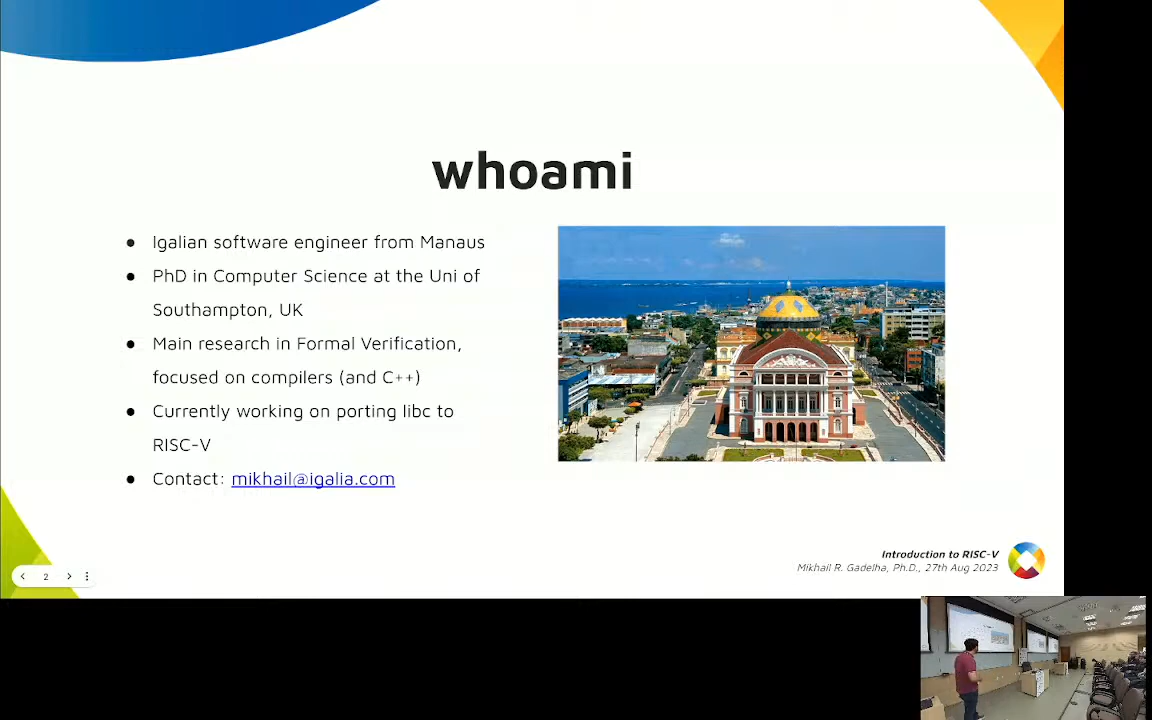 whoami
● Igalian software engineer from Manaus
● PhD in Computer Science at the Uni of
Southampton, UK
● Main research in Formal Verification,
focused on compilers (and C++)
● Currently working on porting libc to
RISC-V
● Contact: mikhail@igalia.com
Introduction to RISC-V
Mikhail R. Gadelha, Ph.D., 27th Aug 2023
2